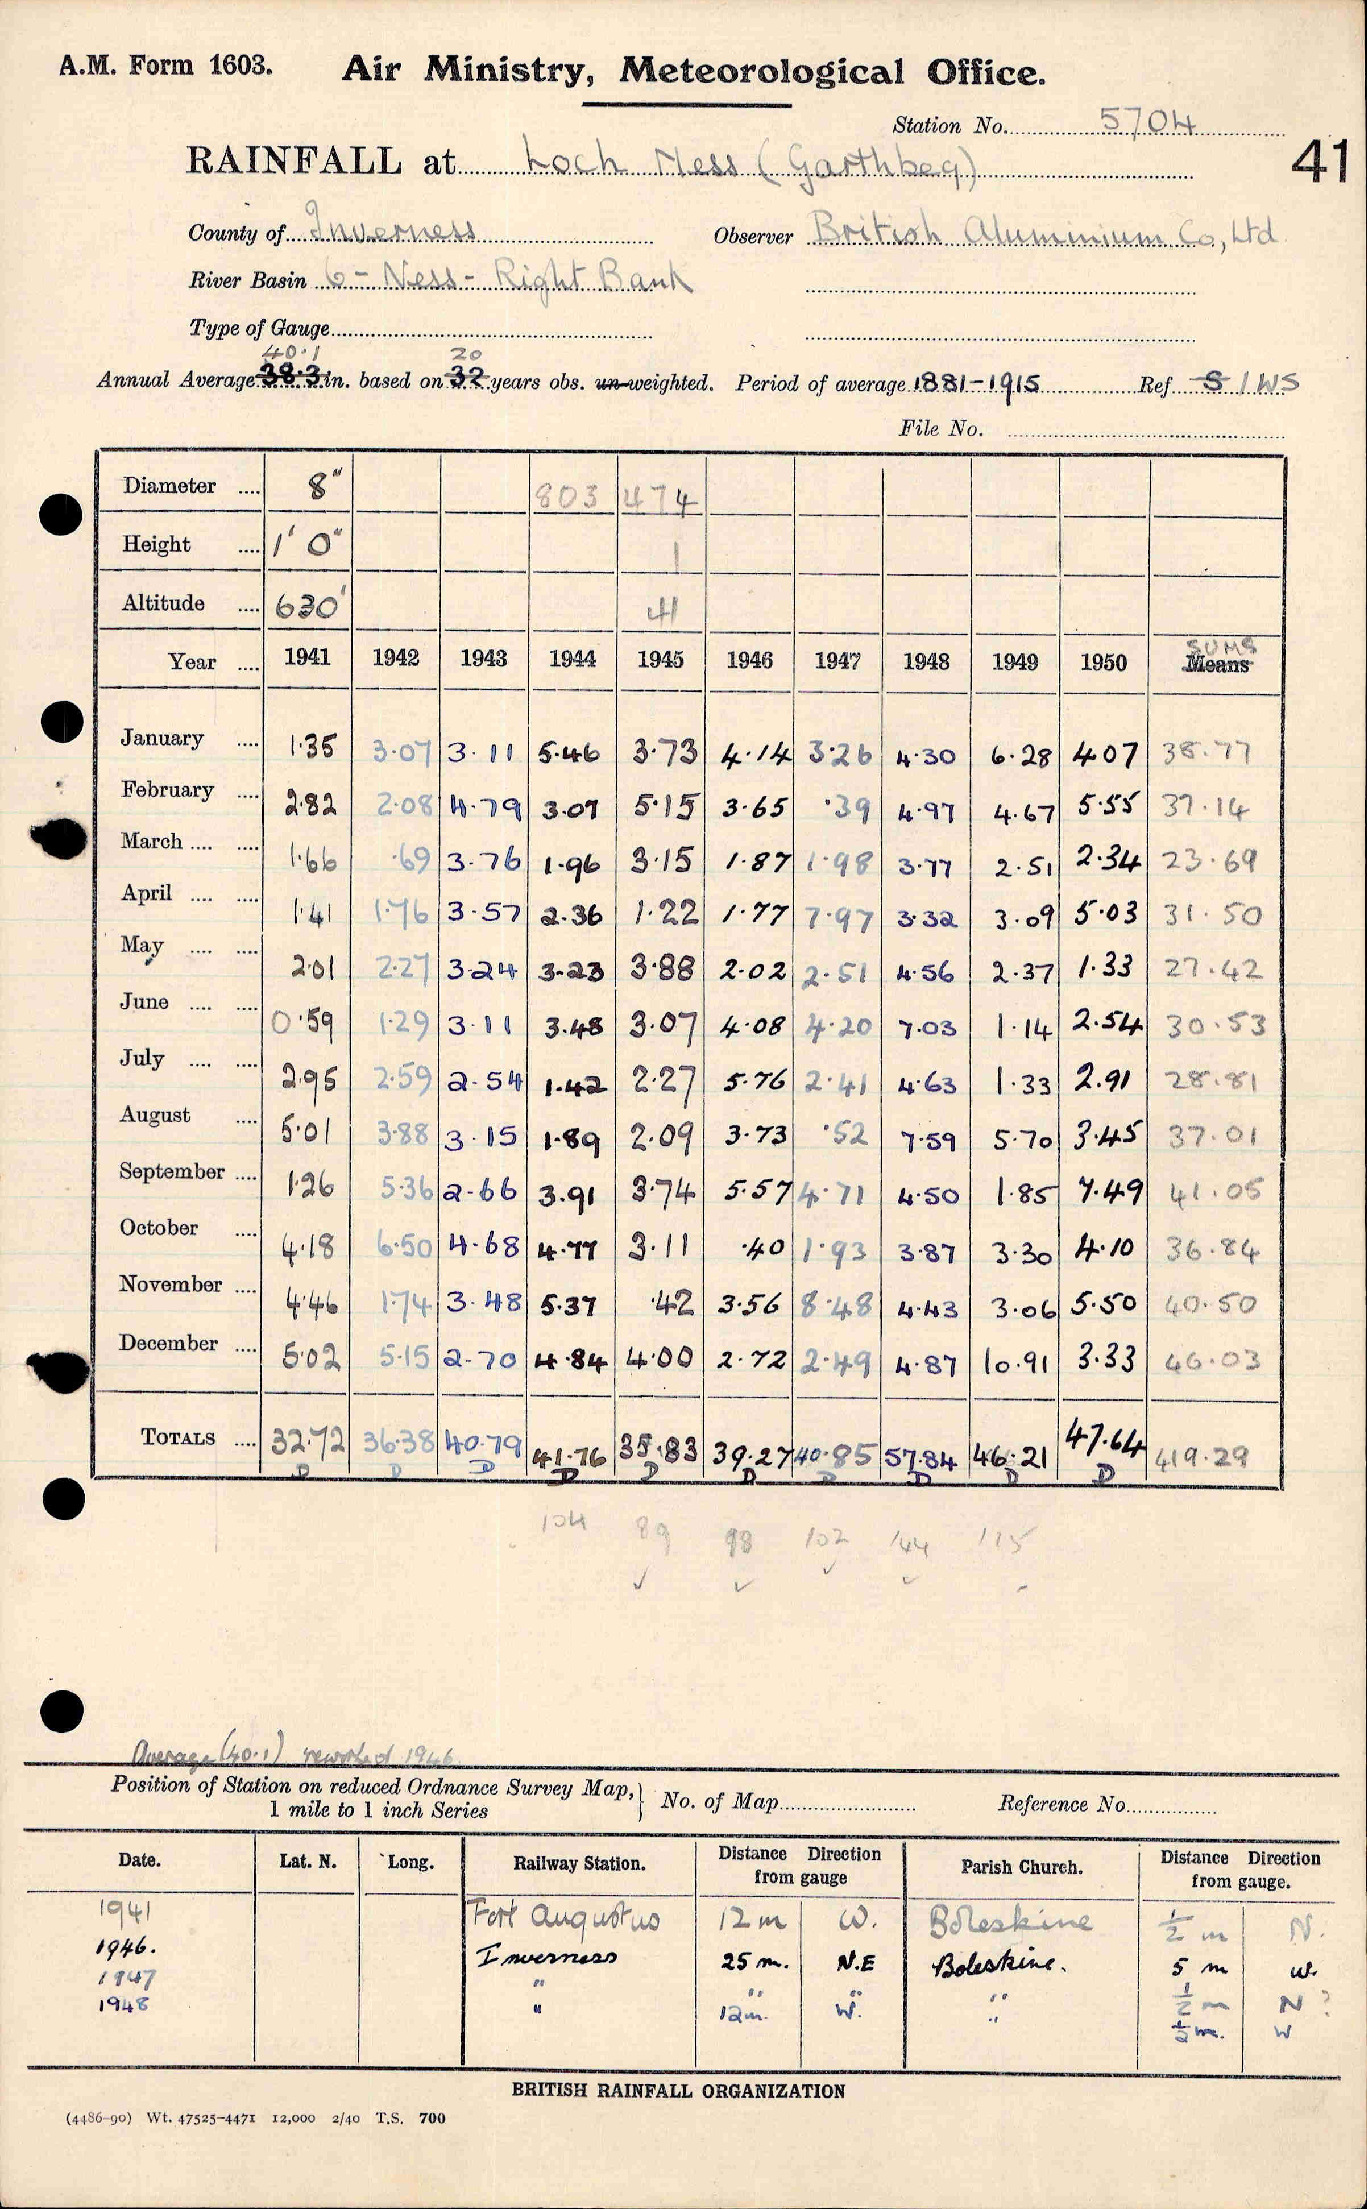 A.M. Form 1603. Air Ministry, Meteorological Office.
Station No. 5704
41
RAINFALL at Loch Ness (Garthbeg)
County of Inverness Observer British Aluminium Co, Ltd
River Basin 6 - Ness - Right Bank
Type of Gauge
40.1 20
Annual Average 38.3 in. based on 32 years obs. un-weighted. Period of average 1881-1915 Ref. S IWS
File No.
Diameter .... 8" 803 474
Height .... 1' 0" 1
Altitude .... 630' 41
SUMS
Year .... 1941 1942 1943 1944 1945 1946 1947 1948 1949 1950 Means
January .... 1.35 3.07 3.11 5.46 3.73 4.14 3.26 4.30 6.28 4.07 38.77
February .... 2.82 2.08 4.79 3.07 5.15 3.65 .39 4.97 4.67 5.55 37.14
March .... .... 1.66 .69 3.76 1.96 3.15 1.87 1.98 3.77 2.51 2.34 23.69
April .... .... 1.41 1.76 3.57 2.36 1.22 1.77 7.97 3.32 3.09 5.03 31.50
May .... .... 2.01 2.27 3.24 3.23 3.88 2.02 2.51 4.56 2.37 1.33 27.42
June .... .... 0.59 1.29 3.11 3.48 3.07 4.08 4.20 7.03 1.14 2.54 30.53
July .... .... 2.95 2.59 2.54 1.42 2.27 5.76 2.41 4.63 1.33 2.91 28.81
August .... 5.01 3.88 3.15 1.89 2.09 3.73 .52 7.59 5.70 3.45 37.01
September .... 1.26 5.36 2.66 3.91 3.74 5.57 4.71 4.50 1.85 7.49 41.05
October .... 4.18 6.50 4.68 4.77 3.11 .40 1.93 3.87 3.30 4.10 36.84
November .... 4.46 1.74 3.48 5.37 .42 3.56 8.48 4.43 3.06 5.50 40.50
December .... 5.02 5.15 2.70 4.84 4.00 2.72 2.49 4.87 10.91 3.33 46.03
TOTALS .... 32.72 36.38 40.79 41.76 35.83 39.27 40.85 57.84 46.21 47.64 419.29
D D D D D D D D D D
104 89 98 102 144 115
Average (40.1) reworked 1946.
Position of Station on reduced Ordnance Survey Map, 1 mile to 1 inch Series } No. of Map Reference No.
Date. Lat. N. Long. Railway Station. Distance Direction from gauge Parish Church. Distance Direction from gauge.
1941 Fort Augustus 12 m W. Boleskine 1/2 m N.
1946. Inverness 25 m. N.E Boleskine. 5 m W.
1947 " " " " 1/2 m N ?
1948 " 12m. W. " 1/2 m. W
BRITISH RAINFALL ORGANIZATION
(4486-90) Wt. 47525-4471 12,000 2/40 T.S. 700